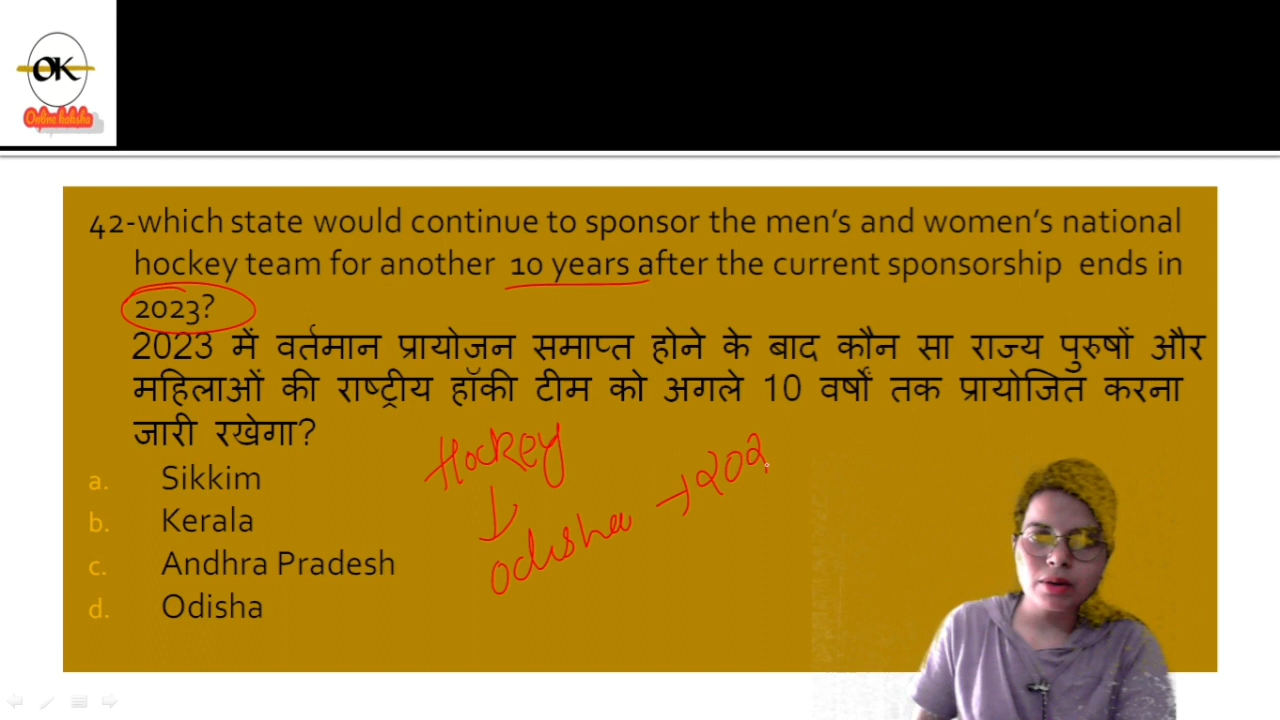 OK
Online kaksha
42-which state would continue to sponsor the men's and women's national
hockey team for another 10 years after the current sponsorship ends in
2023?
2023 में वर्तमान प्रायोजन समाप्त होने के बाद कौन सा राज्य पुरुषों और
महिलाओं की राष्ट्रीय हॉकी टीम को अगले 10 वर्षों तक प्रायोजित करना
जारी रखेगा?
a. Sikkim
b. Kerala
c. Andhra Pradesh
d. Odisha
Hockey
Odisha → 202